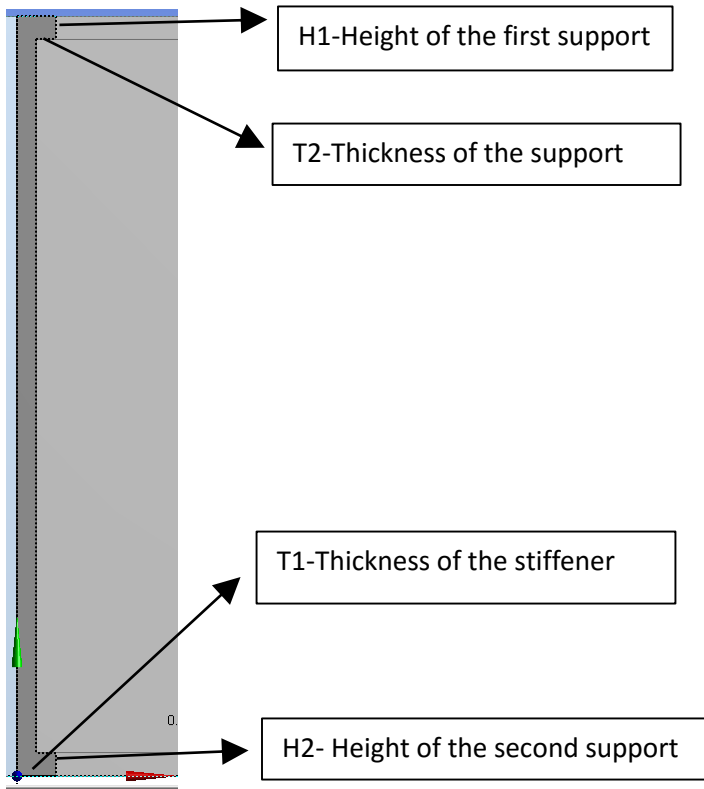 H1-Height of the first support
T2-Thickness of the support
T1-Thickness of the stiffener
0.
H2- Height of the second support